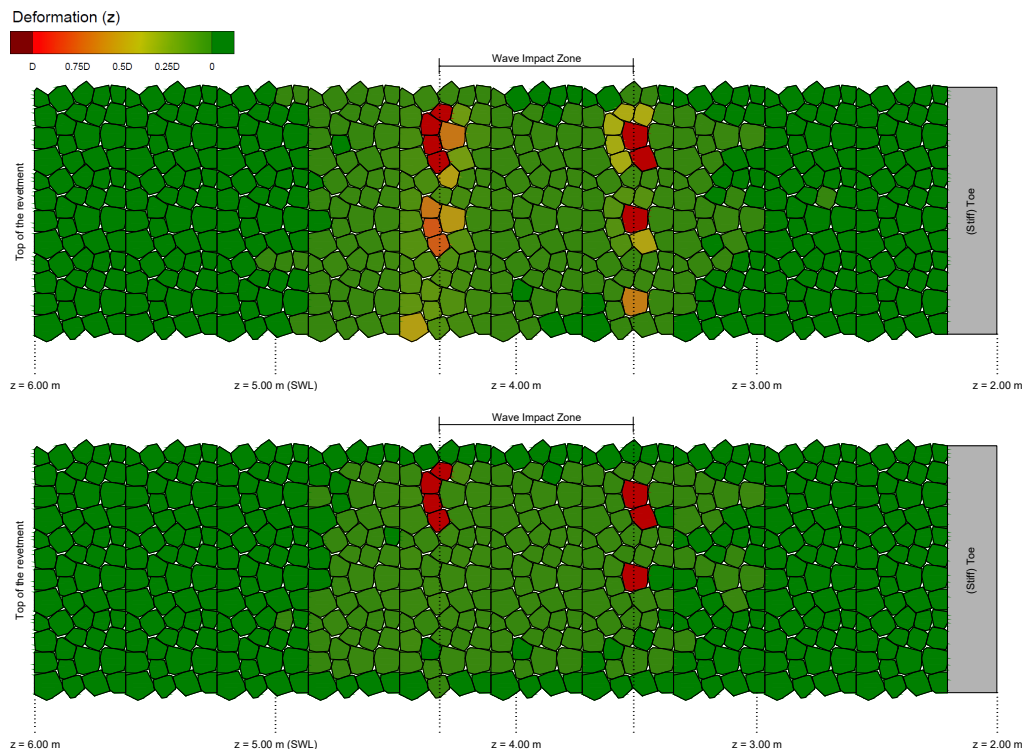 Deformation (z)
D 0.75D 0.5D 0.25D 0
Wave Impact Zone
Top of the revetment
(Stiff) Toe
z = 6.00 m z = 5.00 m (SWL) z = 4.00 m z = 3.00 m z = 2.00 m
Wave Impact Zone
Top of the revetment
(Stiff) Toe
z = 6.00 m z = 5.00 m (SWL) z = 4.00 m z = 3.00 m z = 2.00 m